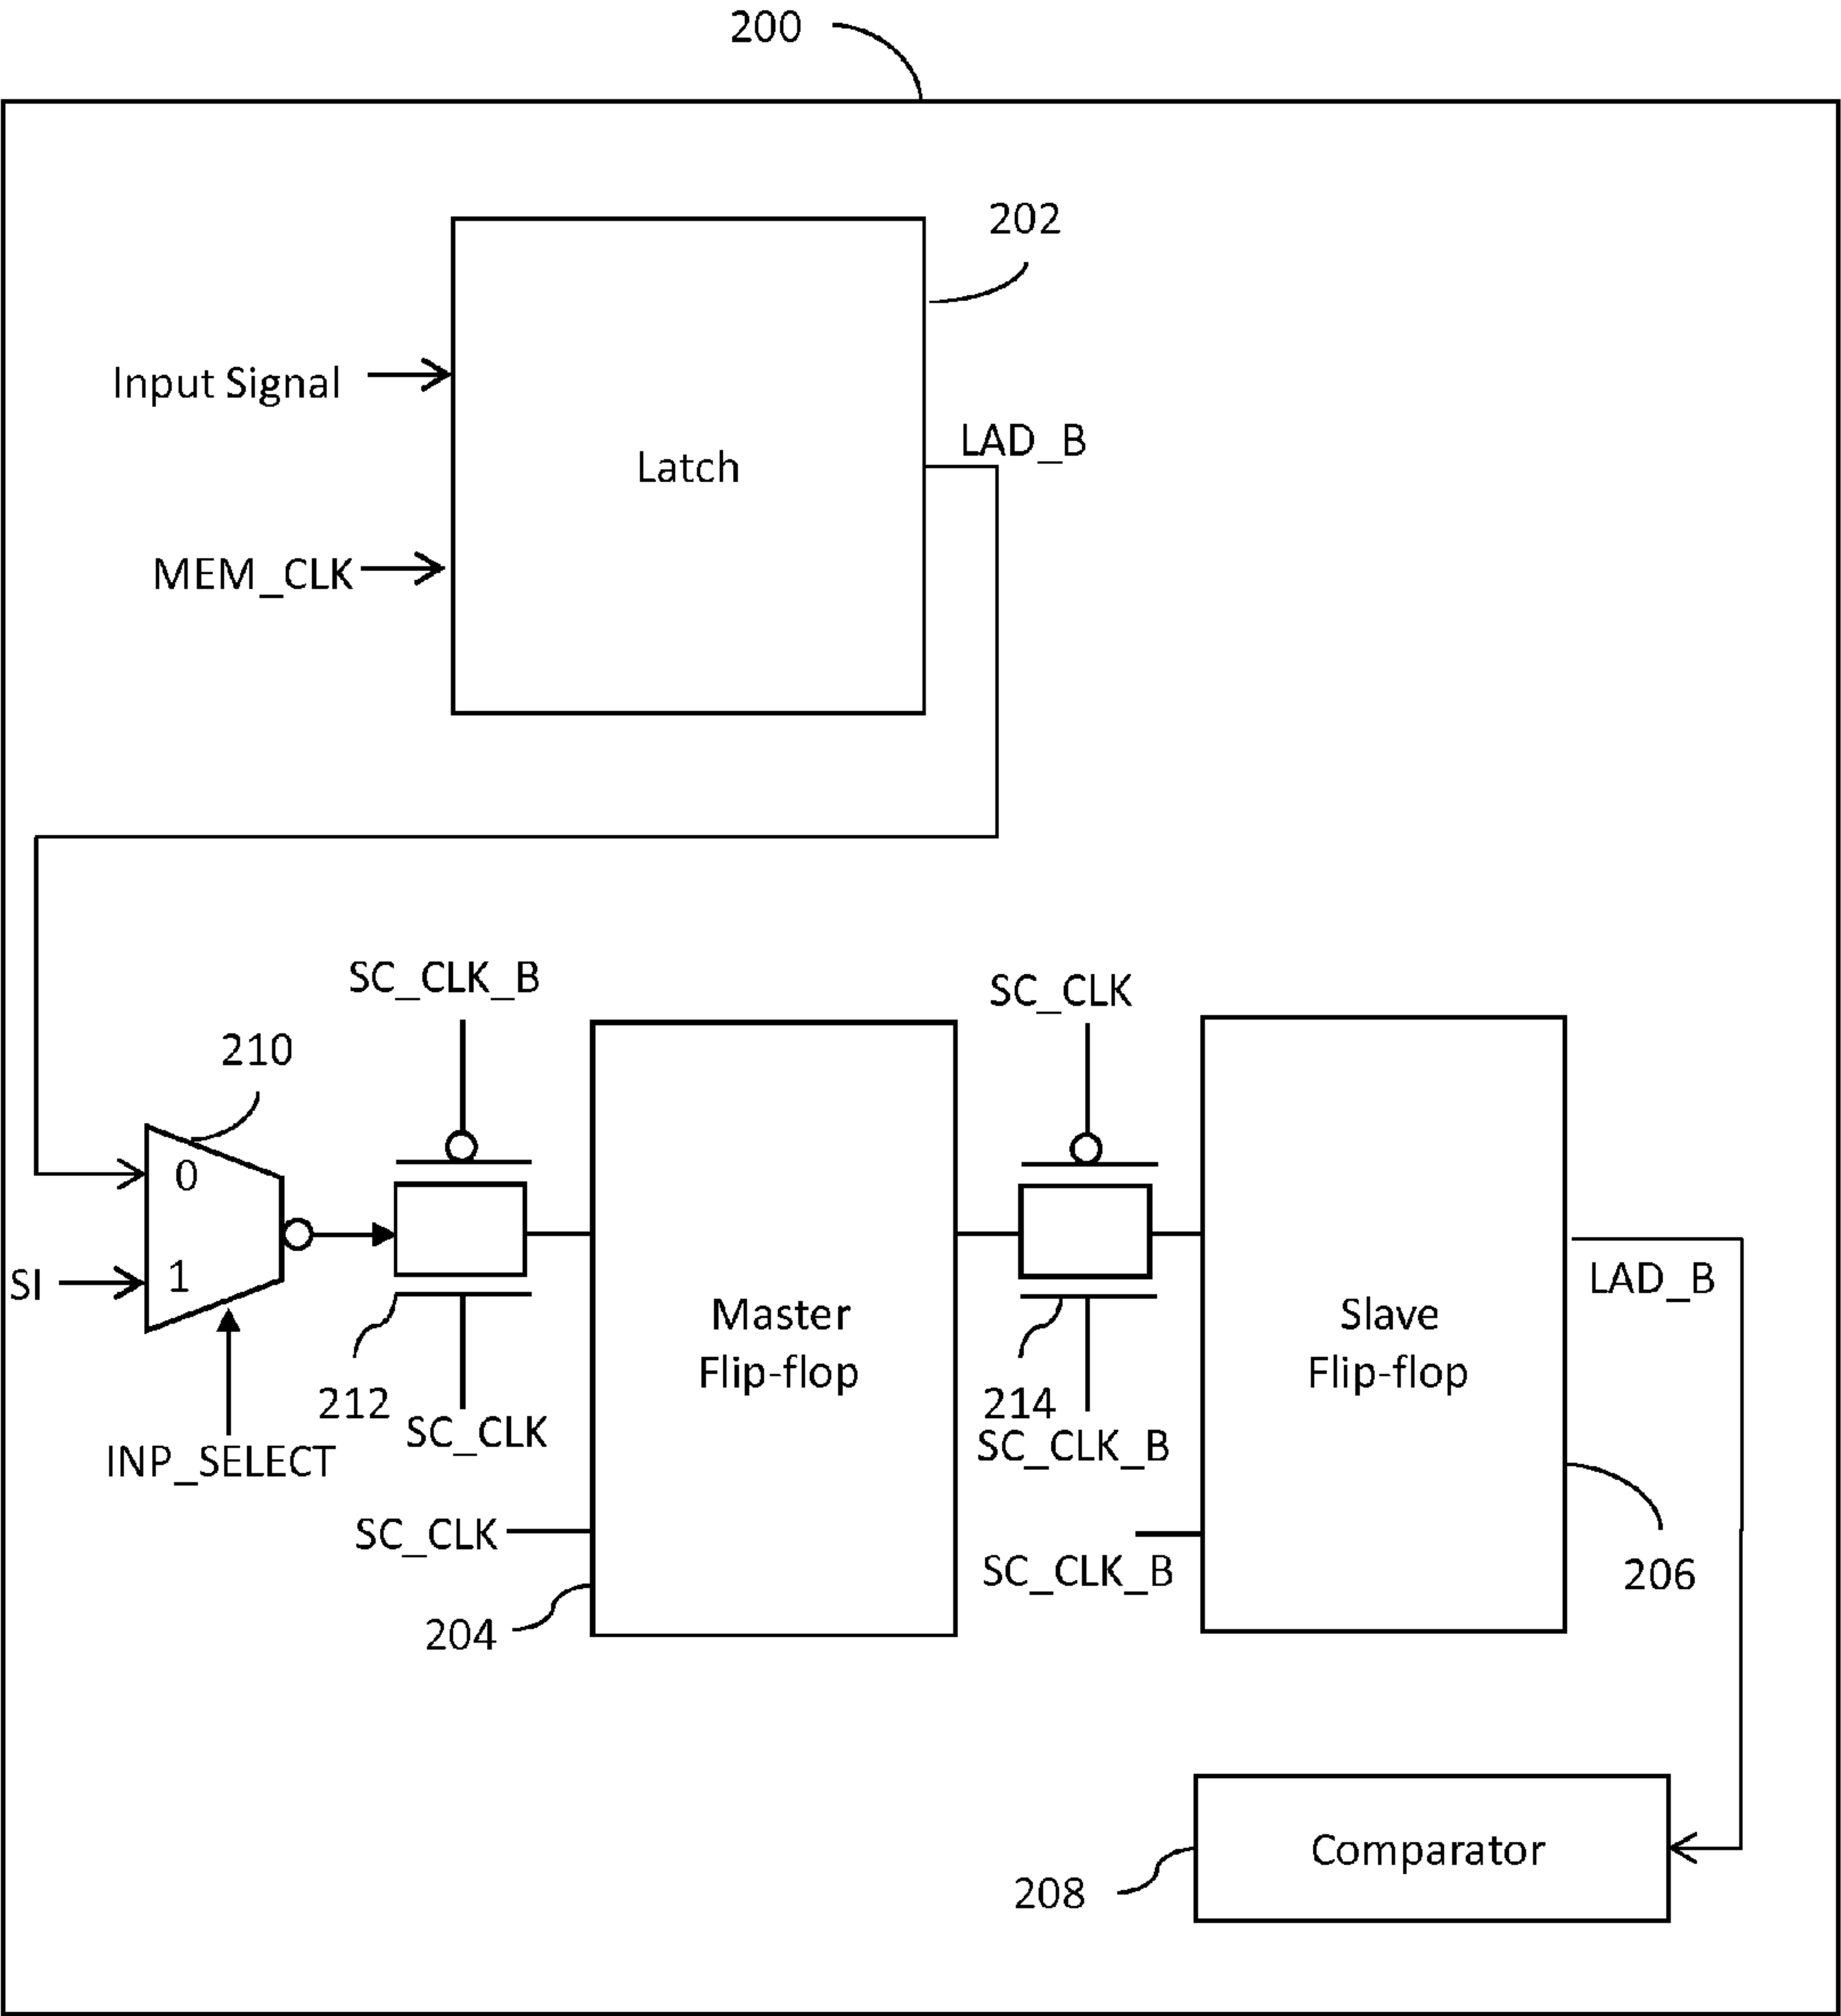 200
202
Input Signal
LAD_B
Latch
MEM_CLK
SC_CLK_B
SC_CLK
210
0
SI
1
LAD_B
Master
Flip-flop
Slave
Flip-flop
212
SC_CLK
214
SC_CLK_B
INP_SELECT
SC_CLK
SC_CLK_B
206
204
Comparator
208